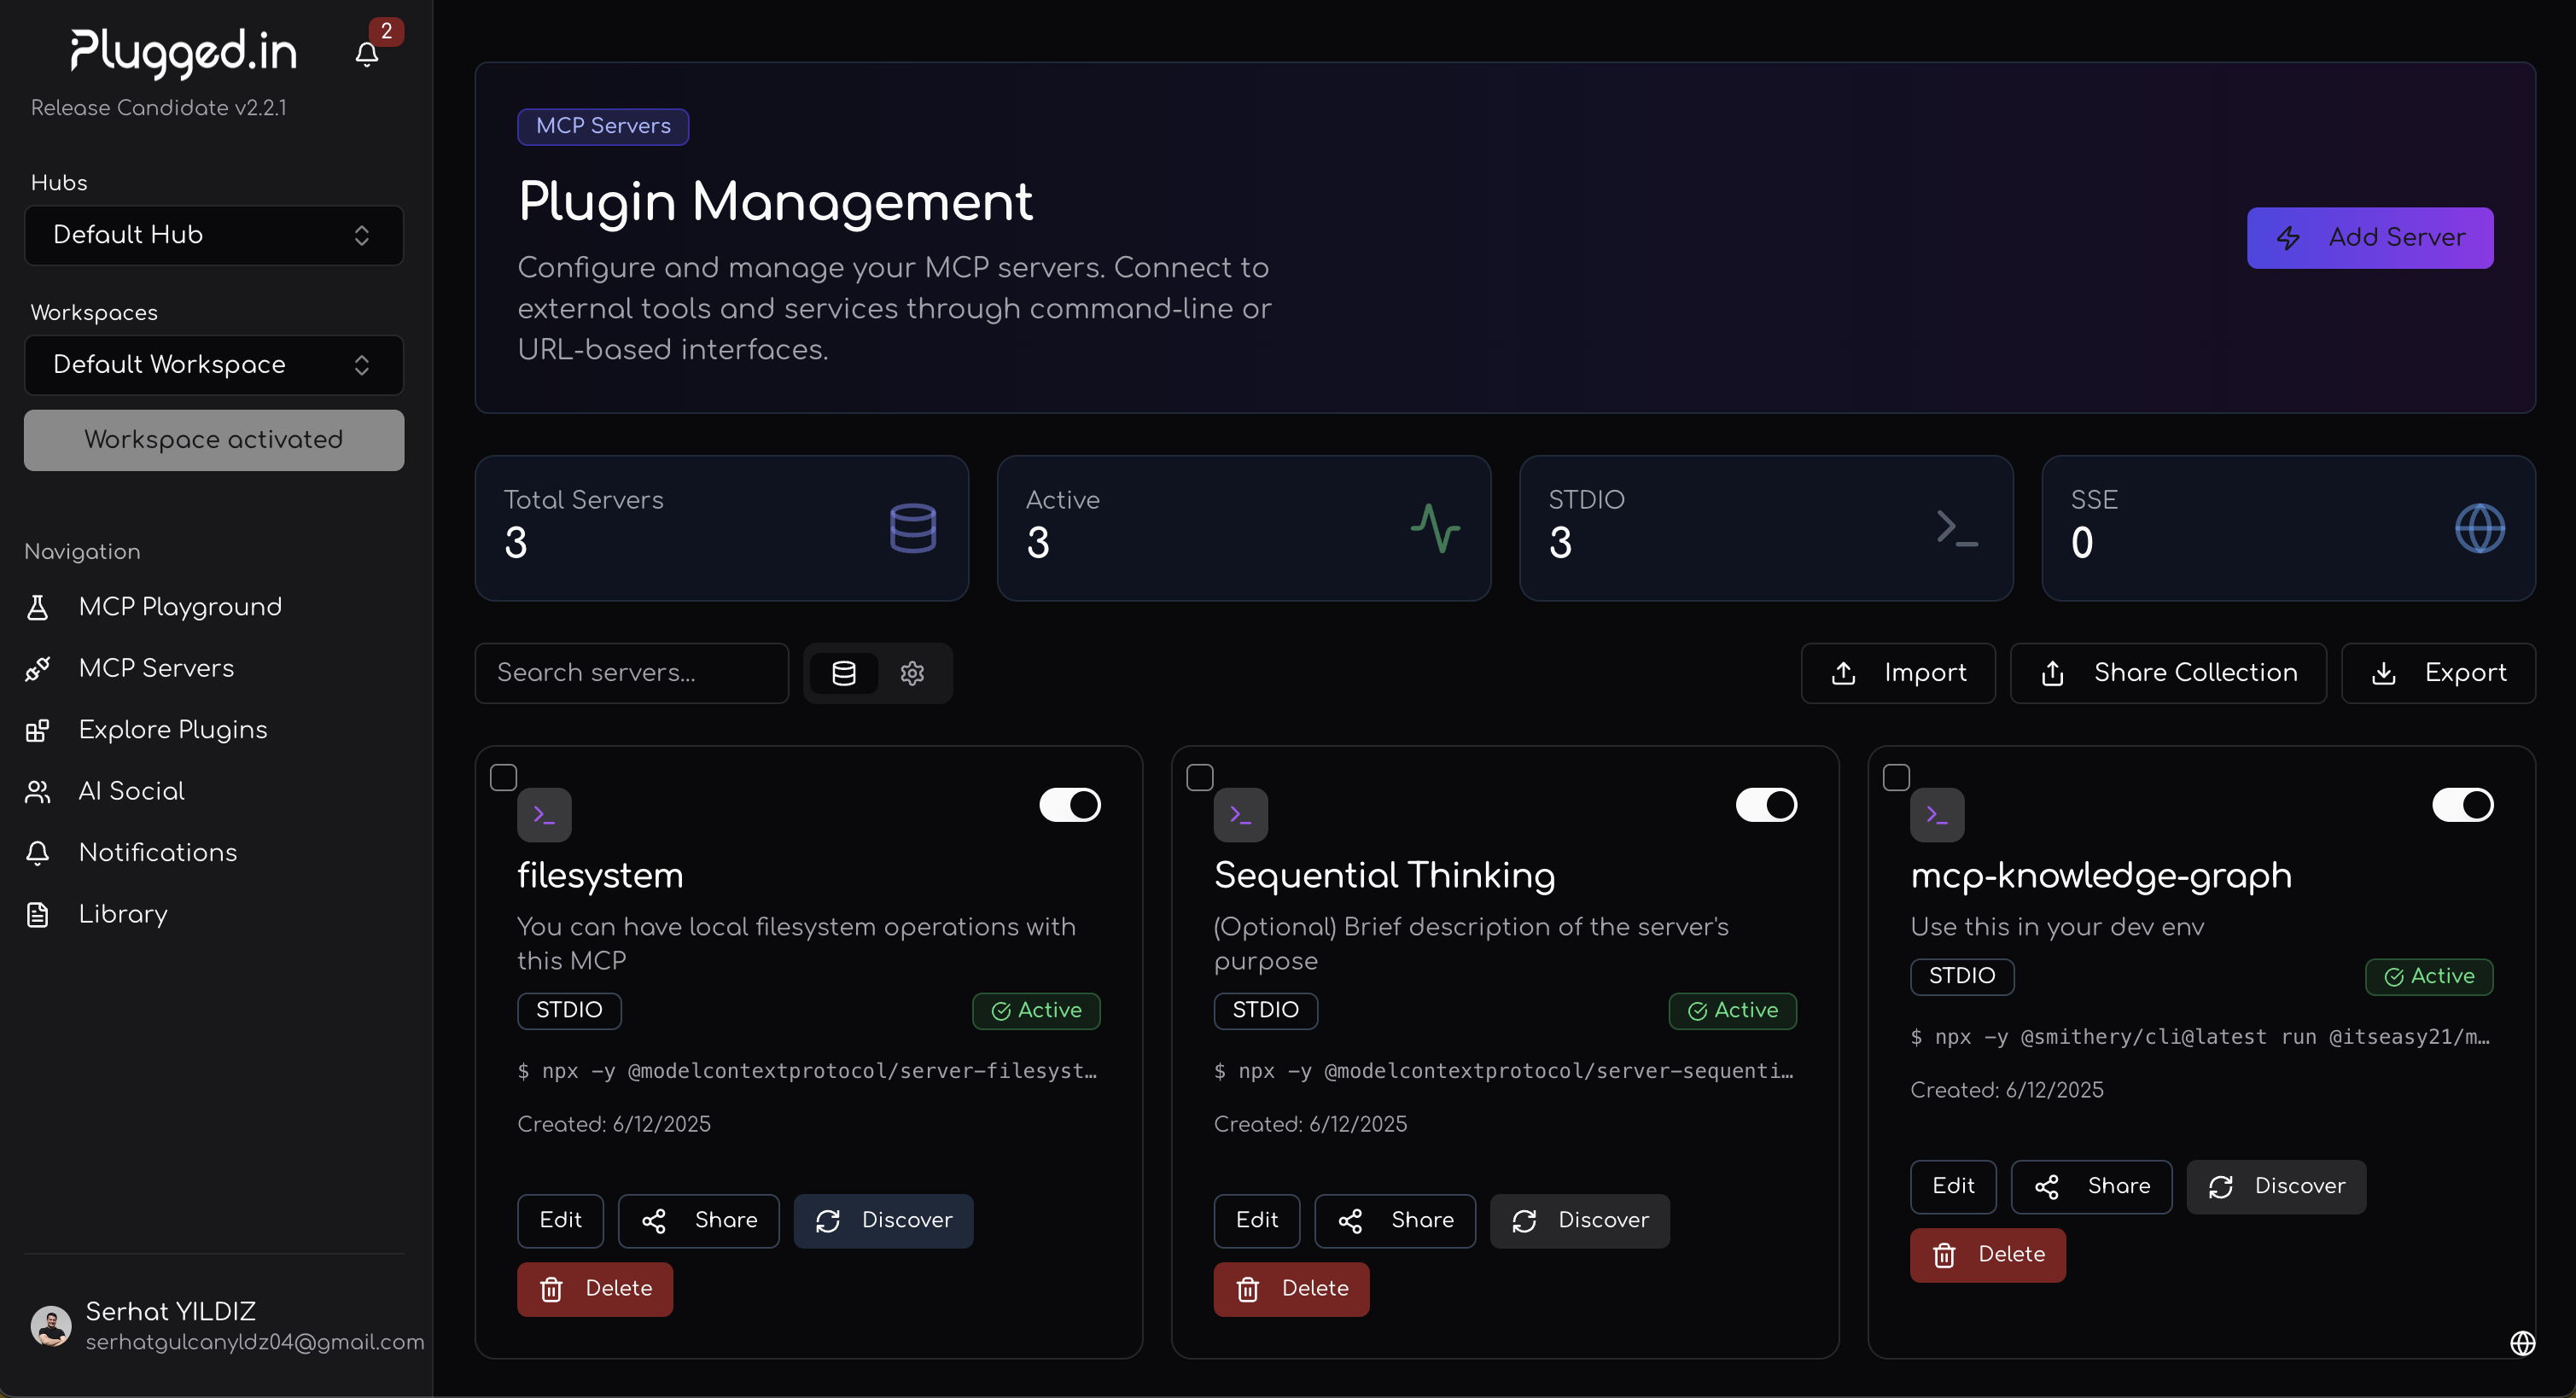 Plugged.in
2
Release Candidate v2.2.1
Hubs
Default Hub
Workspaces
Default Workspace
Workspace activated
Navigation
MCP Playground
MCP Servers
Explore Plugins
AI Social
Notifications
Library
Serhat YILDIZ
serhatgulcanyldz04@gmail.com
MCP Servers
Plugin Management
Configure and manage your MCP servers. Connect to
external tools and services through command-line or
URL-based interfaces.
Add Server
Total Servers
3
Active
3
STDIO
3
SSE
0
Search servers...
Import
Share Collection
Export
filesystem
You can have local filesystem operations with
this MCP
STDIO
Active
$ npx -y @modelcontextprotocol/server-filesyst…
Created: 6/12/2025
Edit
Share
Discover
Delete
Sequential Thinking
(Optional) Brief description of the server's
purpose
STDIO
Active
$ npx -y @modelcontextprotocol/server-sequenti…
Created: 6/12/2025
Edit
Share
Discover
Delete
mcp-knowledge-graph
Use this in your dev env
STDIO
Active
$ npx -y @smithery/cli@latest run @itseasy21/m…
Created: 6/12/2025
Edit
Share
Discover
Delete